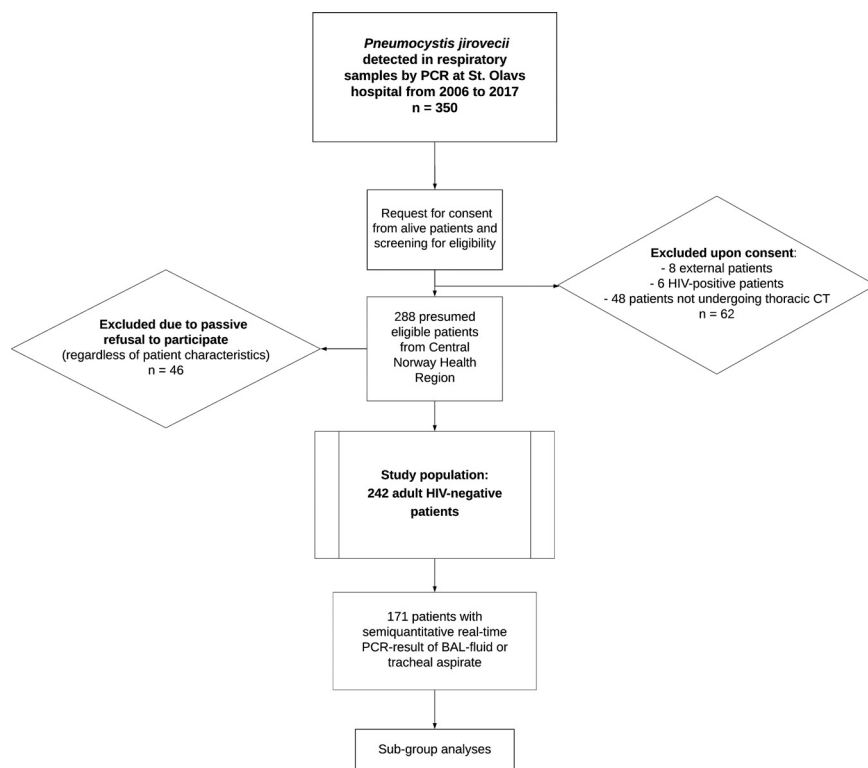 Pneumocystis jirovecii
detected in respiratory
samples by PCR at St. Olavs
hospital from 2006 to 2017
n = 350
Request for consent
from alive patients and
screening for eligibility
Excluded upon consent:
- 8 external patients
- 6 HIV-positive patients
- 48 patients not undergoing thoracic CT
n = 62
Excluded due to passive
refusal to participate
(regardless of patient characteristics)
n = 46
288 presumed
eligible patients
from Central
Norway Health
Region
Study population:
242 adult HIV-negative
patients
171 patients with
semiquantitative real-time
PCR-result of BAL-fluid or
tracheal aspirate
Sub-group analyses